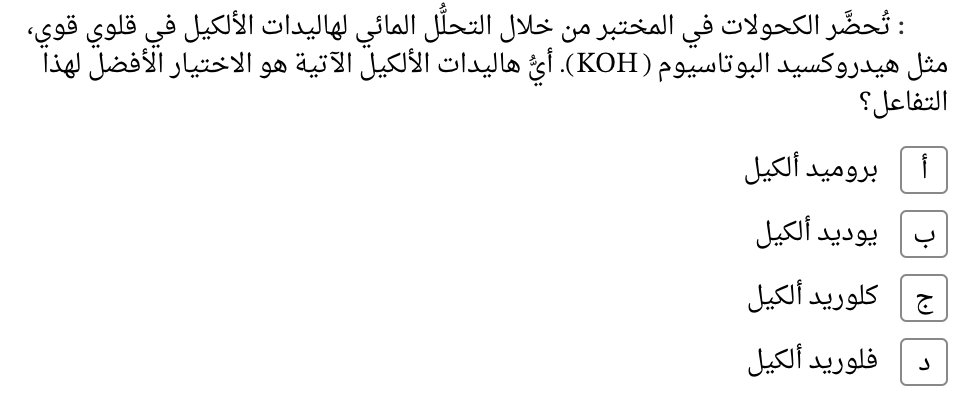 : تُحضَّر الكحولات في المختبر من خلال التحلُّل المائي لهاليدات الألكيل في قلوي قوي،
مثل هيدروكسيد البوتاسيوم (KOH). أيُّ هاليدات الألكيل الآتية هو الاختيار الأفضل لهذا
التفاعل؟
أ بروميد ألكيل
ب يوديد ألكيل
ج كلوريد ألكيل
د فلوريد ألكيل